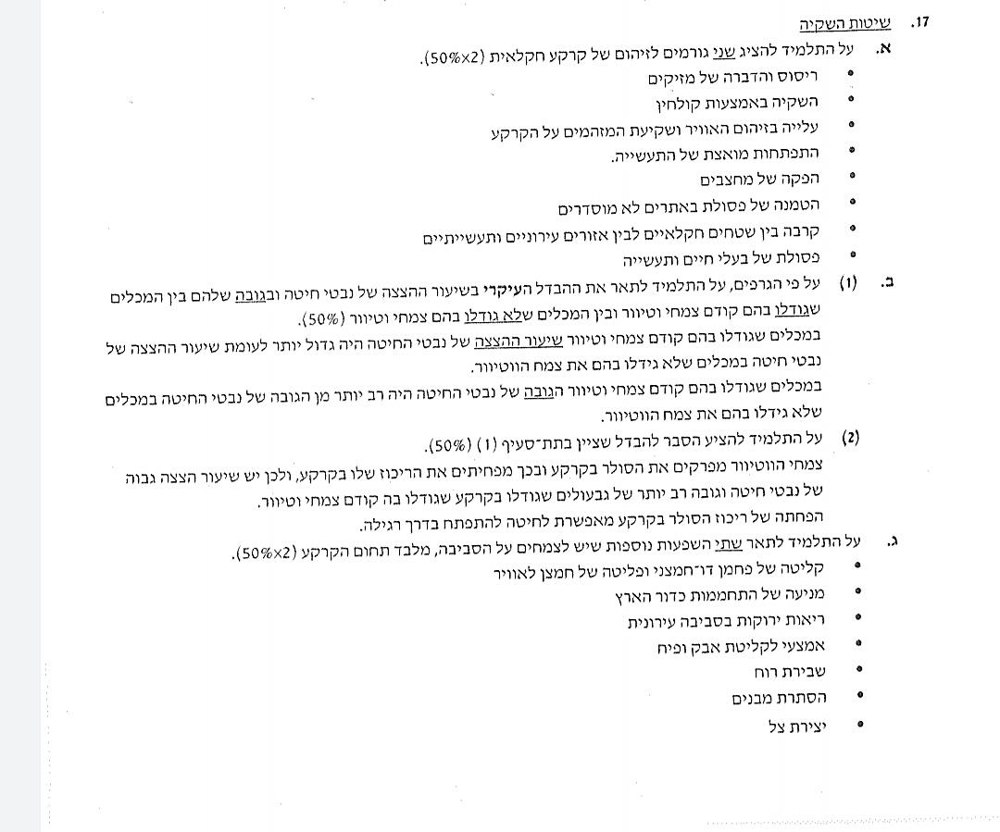 17. שיטות השקיה
א. על התלמיד להציג שני גורמים לזיהום של קרקע חקלאית (50%×2).
• ריסוס והדברה של מזיקים
• השקיה באמצעות קולחין
• עלייה בזיהום האוויר ושקיעת המזהמים על הקרקע
• התפתחות מואצת של התעשייה.
• הפקה של מחצבים
• הטמנה של פסולת באתרים לא מוסדרים
• קרבה בין שטחים חקלאיים לבין אזורים עירוניים ותעשייתיים
• פסולת של בעלי חיים ותעשייה
ב. (1) על פי הגרפים, על התלמיד לתאר את ההבדל העיקרי בשיעור ההצצה של נבטי חיטה ובגובה שלהם בין המכלים
שגודלו בהם קודם צמחי וטיוור ובין המכלים שלא גודלו בהם צמחי וטיוור (50%).
במכלים שגודלו בהם קודם צמחי וטיוור שיעור ההצצה של נבטי החיטה היה גדול יותר לעומת שיעור ההצצה של
נבטי חיטה במכלים שלא גידלו בהם את צמח הווטיוור.
במכלים שגודלו בהם קודם צמחי וטיוור הגובה של נבטי החיטה היה רב יותר מן הגובה של נבטי החיטה במכלים
שלא גידלו בהם את צמח הווטיוור.
(2) על התלמיד להציע הסבר להבדל שציין בתת־סעיף (1) (50%).
צמחי הווטיוור מפרקים את הסולר בקרקע ובכך מפחיתים את הריכוז שלו בקרקע, ולכן יש שיעור הצצה גבוה
של נבטי חיטה וגובה רב יותר של גבעולים שגודלו בקרקע שגודלו בה קודם צמחי וטיוור.
הפחתה של ריכוז הסולר בקרקע מאפשרת לחיטה להתפתח בדרך רגילה.
ג. על התלמיד לתאר שתי השפעות נוספות שיש לצמחים על הסביבה, מלבד תחום הקרקע (50%×2).
• קליטה של פחמן דו־חמצני ופליטה של חמצן לאוויר
• מניעה של התחממות כדור הארץ
• ריאות ירוקות בסביבה עירונית
• אמצעי לקליטת אבק ופיח
• שבירת רוח
• הסתרת מבנים
• יצירת צל